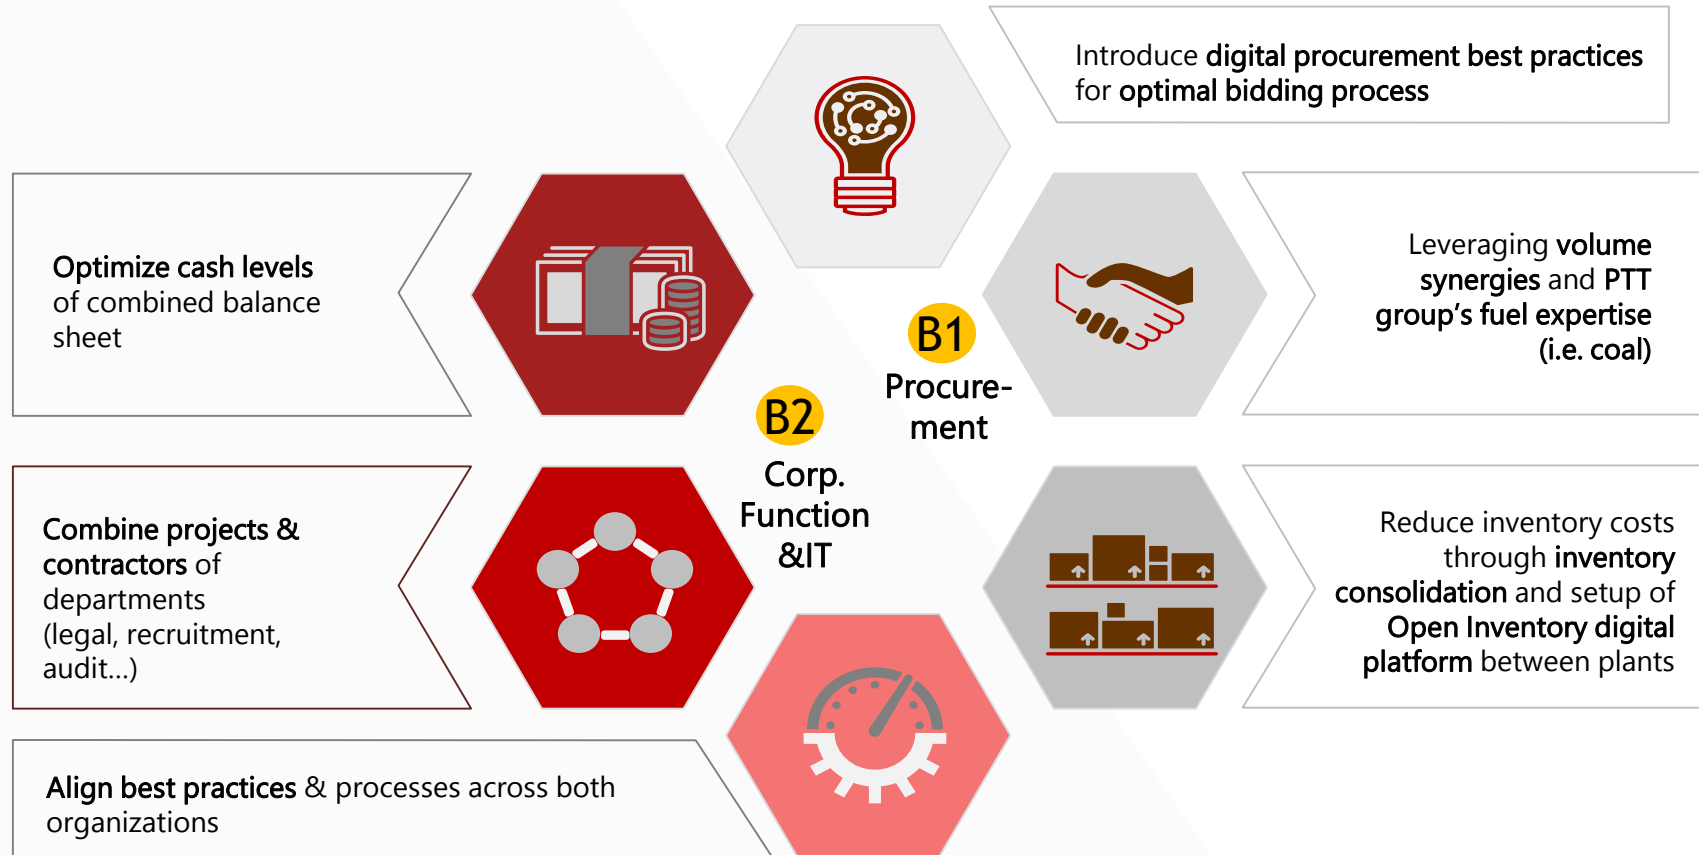 Introduce digital procurement best practices
for optimal bidding process
Optimize cash levels
of combined balance
sheet
Leveraging volume
synergies and PTT
group’s fuel expertise
(i.e. coal)
B1
Procure-
ment
B2
Corp.
Function
&IT
Combine projects &
contractors of
departments
(legal, recruitment,
audit...)
Reduce inventory costs
through inventory
consolidation and setup of
Open Inventory digital
platform between plants
Align best practices & processes across both
organizations